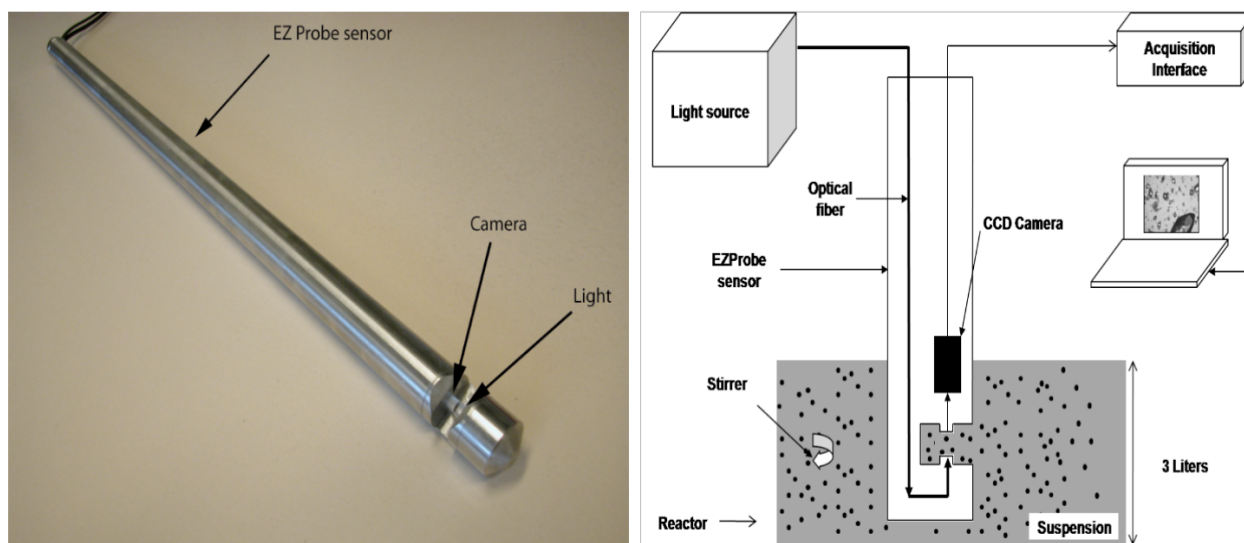 EZ Probe sensor
Camera
Light
Light source
Acquisition
Interface
Optical
fiber
CCD Camera
EZProbe
sensor
Stirrer
3 Liters
Reactor
Suspension